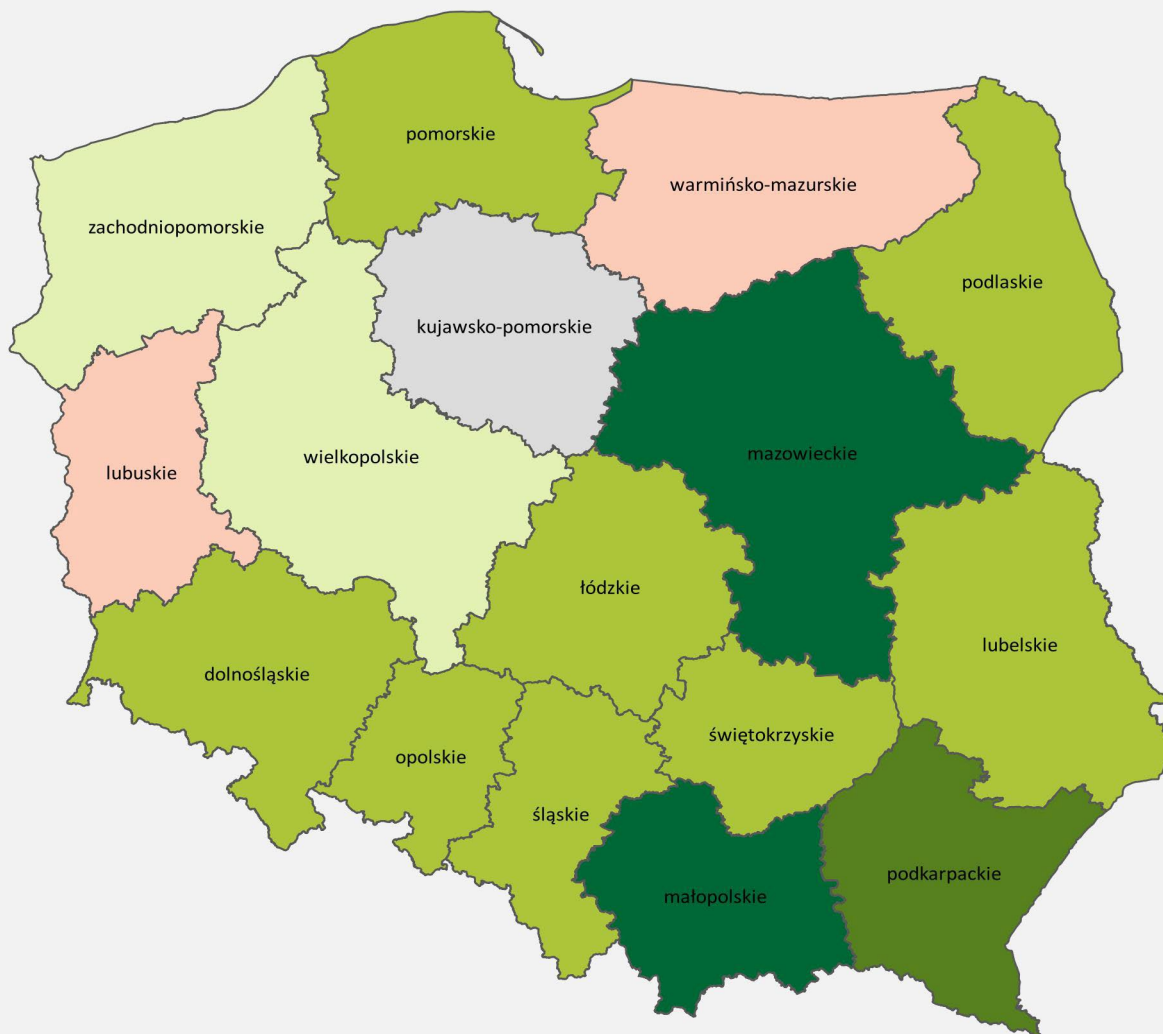 pomorskie
warmińsko-mazurskie
zachodniopomorskie
podlaskie
kujawsko-pomorskie
mazowieckie
wielkopolskie
lubuskie
łódzkie
lubelskie
dolnośląskie
świętokrzyskie
opolskie
śląskie
podkarpackie
małopolskie